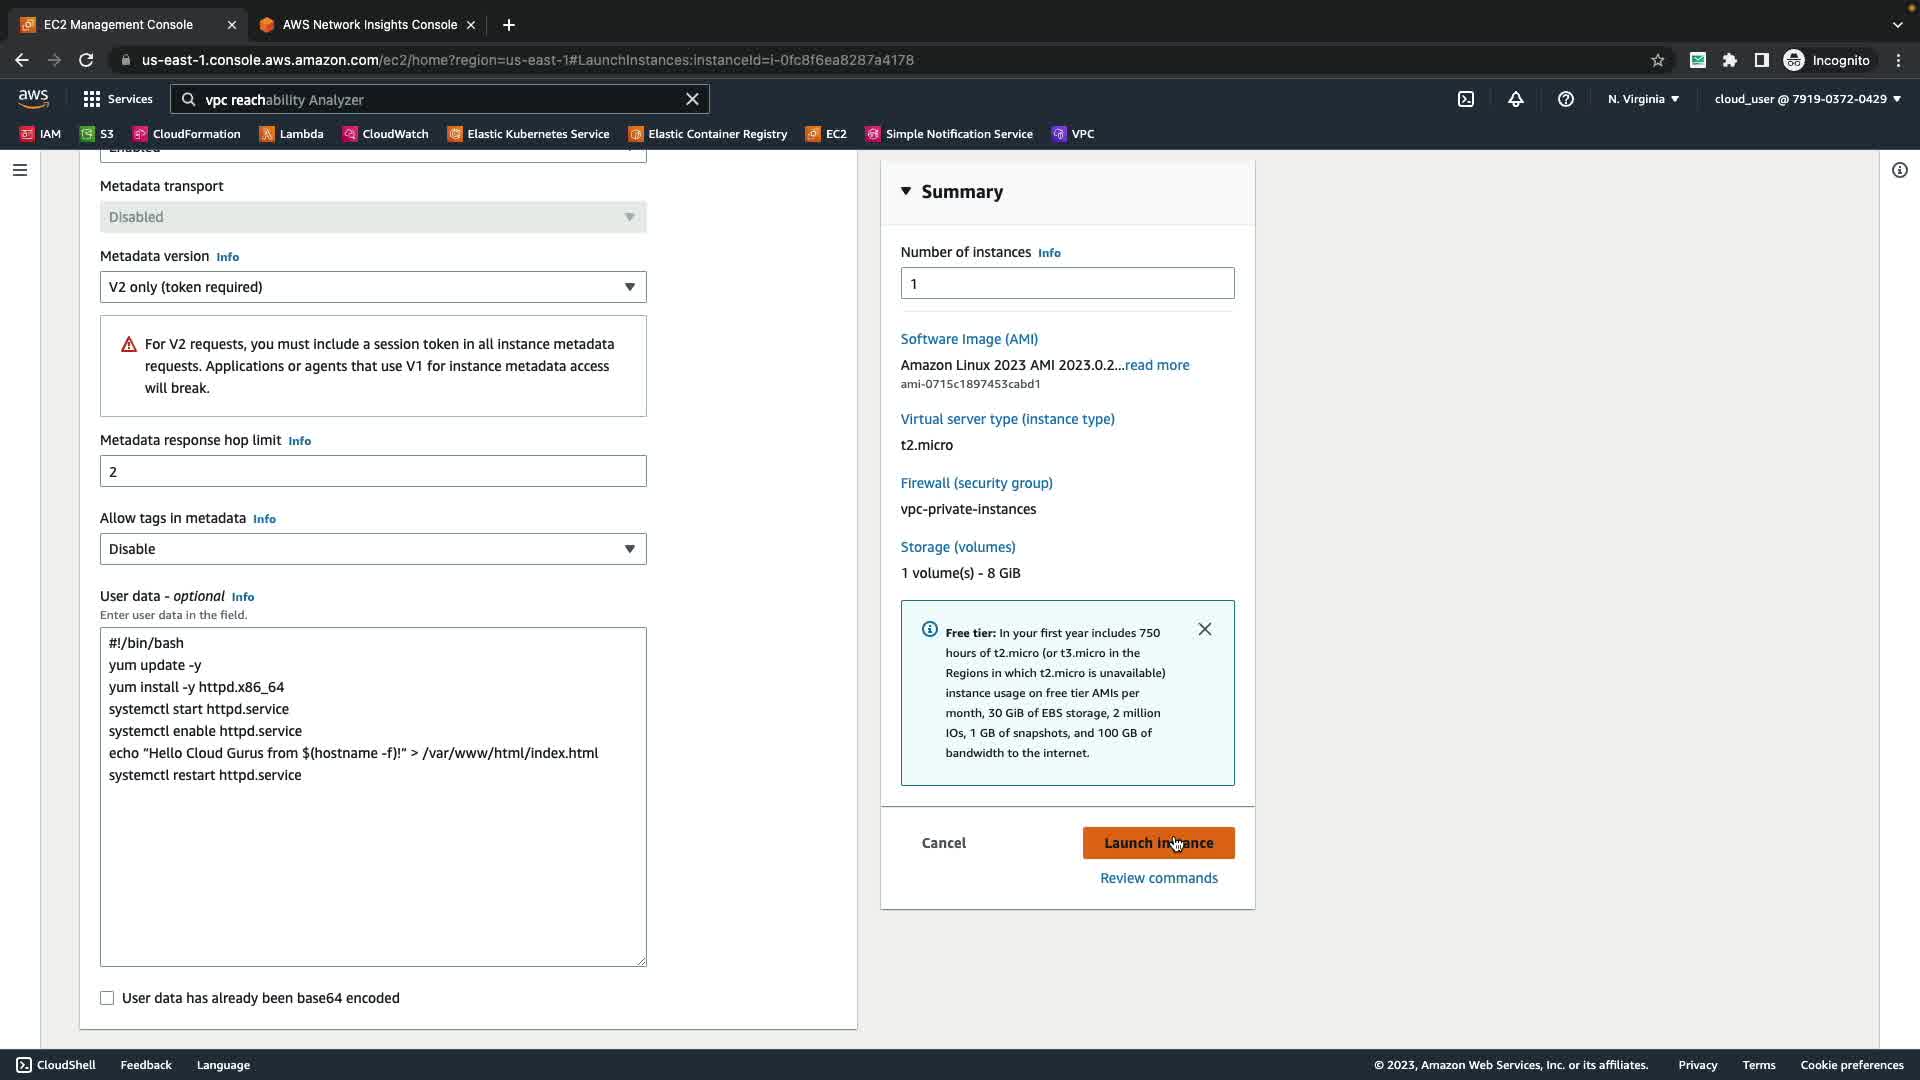 EC2 Management Console
AWS Network Insights Console
us-east-1.console.aws.amazon.com/ec2/home?region=us-east-1#LaunchInstances:instanceId=i-0fc8f6ea8287a4178
Incognito
aws
Services
vpc reachability Analyzer
N. Virginia
cloud_user @ 7919-0372-0429
IAM
S3
CloudFormation
Lambda
CloudWatch
Elastic Kubernetes Service
Elastic Container Registry
EC2
Simple Notification Service
VPC
Enabled
Metadata transport
Disabled
Metadata version Info
V2 only (token required)
For V2 requests, you must include a session token in all instance metadata
requests. Applications or agents that use V1 for instance metadata access
will break.
Metadata response hop limit Info
2
Allow tags in metadata Info
Disable
User data - optional Info
Enter user data in the field.
#!/bin/bash
yum update -y
yum install -y httpd.x86_64
systemctl start httpd.service
systemctl enable httpd.service
echo "Hello Cloud Gurus from $(hostname -f)!" > /var/www/html/index.html
systemctl restart httpd.service
User data has already been base64 encoded
Summary
Number of instances Info
1
Software Image (AMI)
Amazon Linux 2023 AMI 2023.0.2...read more
ami-0715c1897453cabd1
Virtual server type (instance type)
t2.micro
Firewall (security group)
vpc-private-instances
Storage (volumes)
1 volume(s) - 8 GiB
Free tier: In your first year includes 750
hours of t2.micro (or t3.micro in the
Regions in which t2.micro is unavailable)
instance usage on free tier AMIs per
month, 30 GiB of EBS storage, 2 million
IOs, 1 GB of snapshots, and 100 GB of
bandwidth to the internet.
Cancel
Launch instance
Review commands
CloudShell
Feedback
Language
© 2023, Amazon Web Services, Inc. or its affiliates.
Privacy
Terms
Cookie preferences